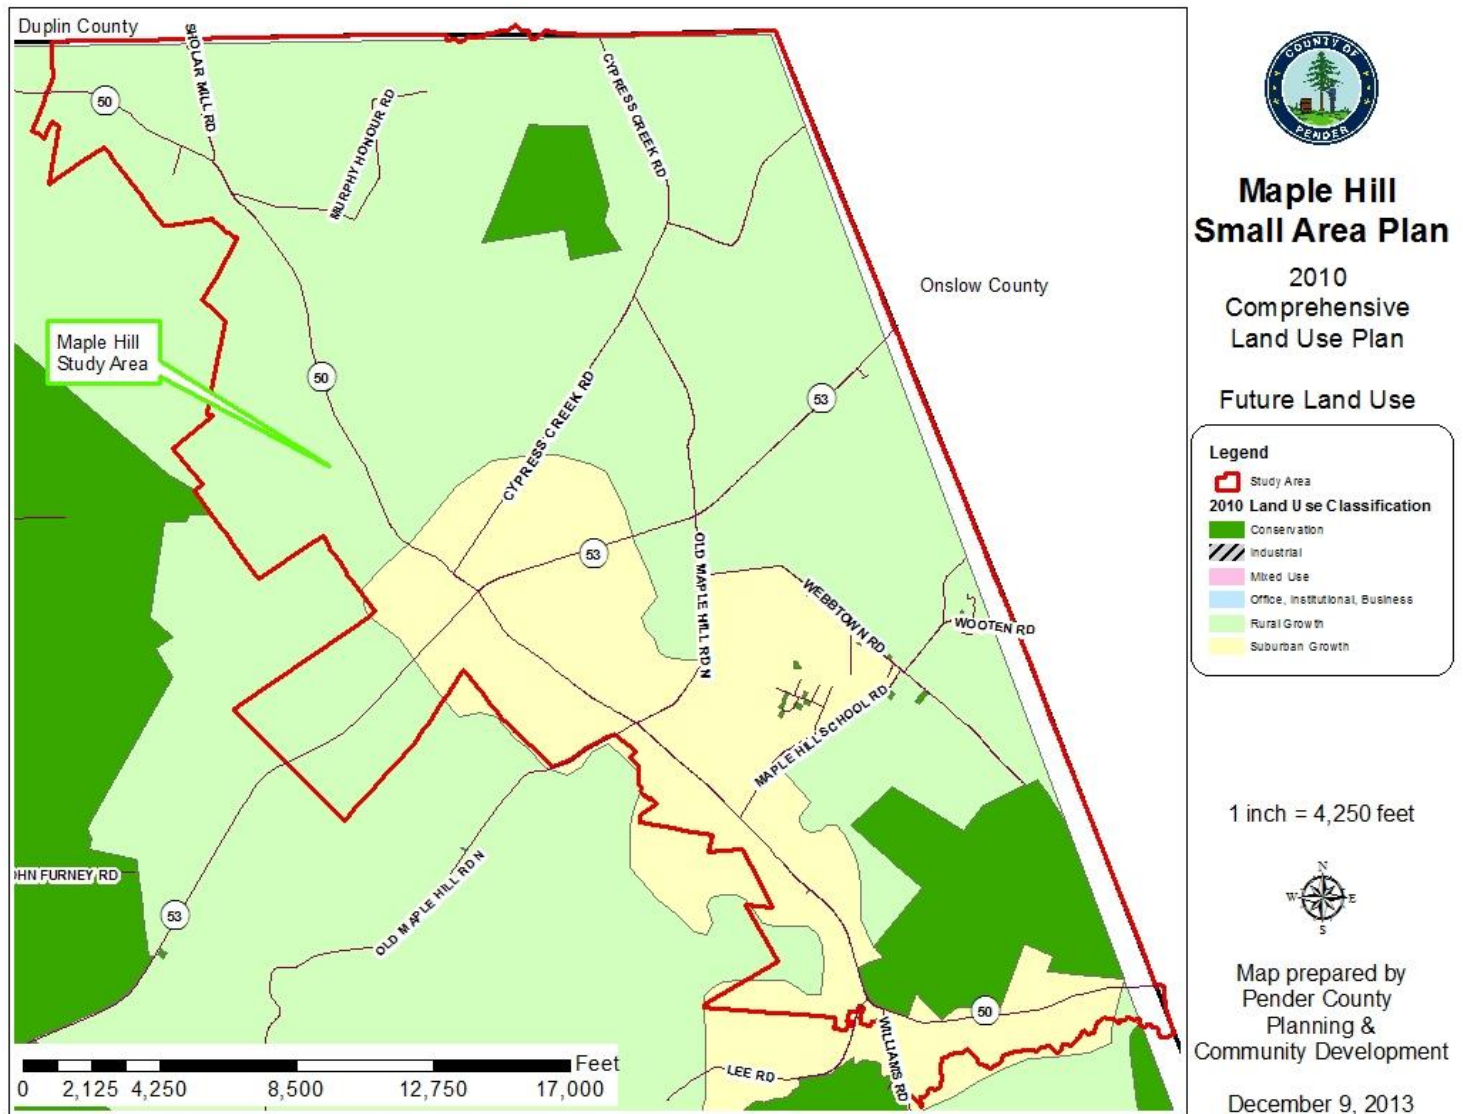 Duplin County
SHOLAR MILL RD
50
MURPHY HONOUR RD
CYPRESS CREEK RD
Onslow County
Maple Hill
Study Area
50
53
CYPRESS CREEK RD
53
OLD MAPLE HILL RD N
WEBBTOWN RD
WOOTEN RD
MAPLE HILL SCHOOL RD
OHN FURNEY RD
53
OLD MAPLE HILL RD N
50
WILLIAMS RD
LEE RD
Feet
0 2,125 4,250 8,500 12,750 17,000
COUNTY OF
PENDER
Maple Hill
Small Area Plan
2010
Comprehensive
Land Use Plan
Future Land Use
Legend
Study Area
2010 Land Use Classification
Conservation
Industrial
Mixed Use
Office, Institutional, Business
Rural Growth
Suburban Growth
1 inch = 4,250 feet
N
W E
S
Map prepared by
Pender County
Planning &
Community Development
December 9, 2013